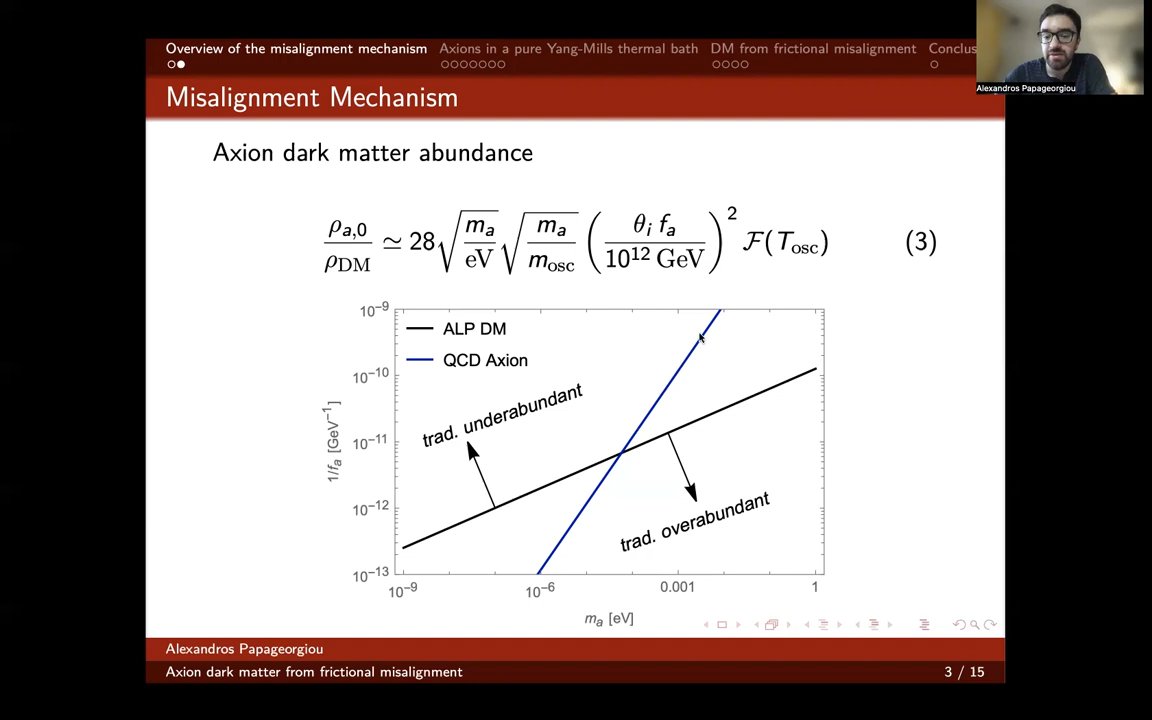 Overview of the misalignment mechanism Axions in a pure Yang-Mills thermal bath DM from frictional misalignment Conclus
Alexandros Papageorgiou
Misalignment Mechanism
Axion dark matter abundance
ρa,0/ρDM ≃ 28 √(ma/eV) √(ma/mosc) (θi fa/10¹² GeV)² F(Tosc) (3)
10⁻⁹
ALP DM
QCD Axion
10⁻¹⁰
trad. underabundant
1/fa [GeV⁻¹]
10⁻¹¹
10⁻¹²
trad. overabundant
10⁻¹³
10⁻⁹ 10⁻⁶ 0.001 1
ma [eV]
Alexandros Papageorgiou
Axion dark matter from frictional misalignment 3 / 15